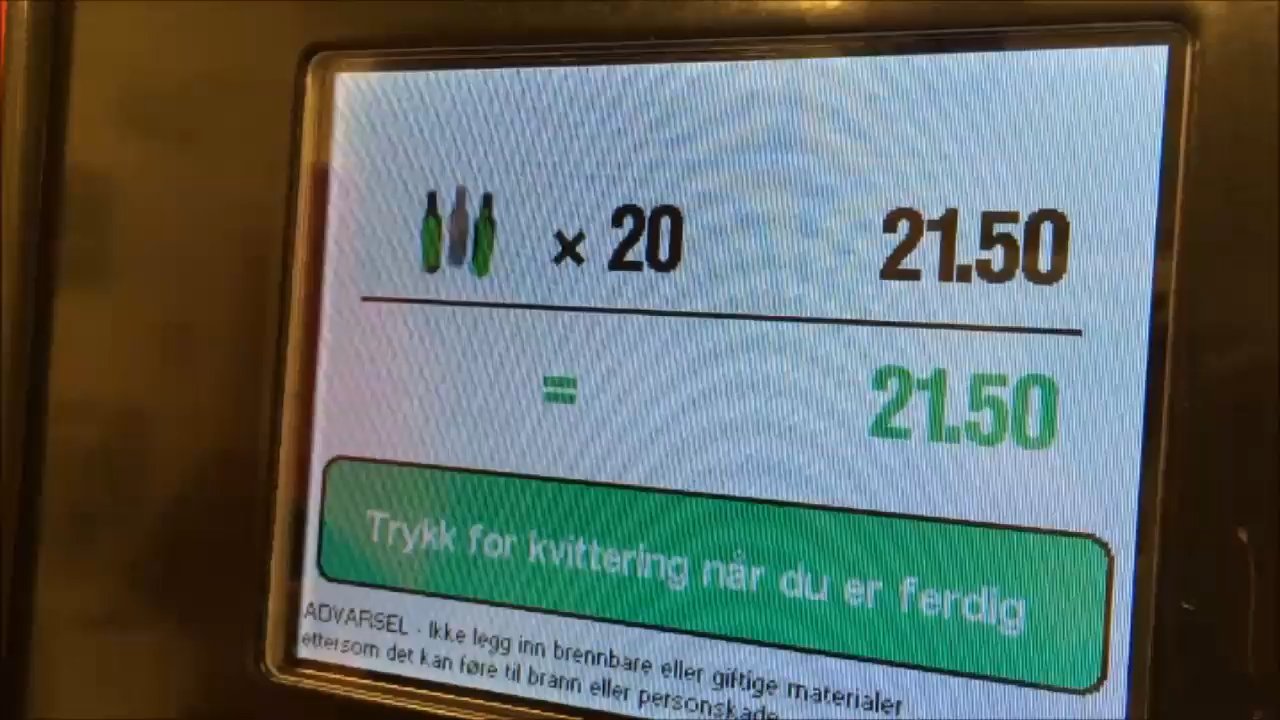 × 20 21.50
= 21.50
Trykk for kvittering når du er ferdig
ADVARSEL - Ikke legg inn brennbare eller giftige materialer
ettersom det kan føre til brann eller personskade